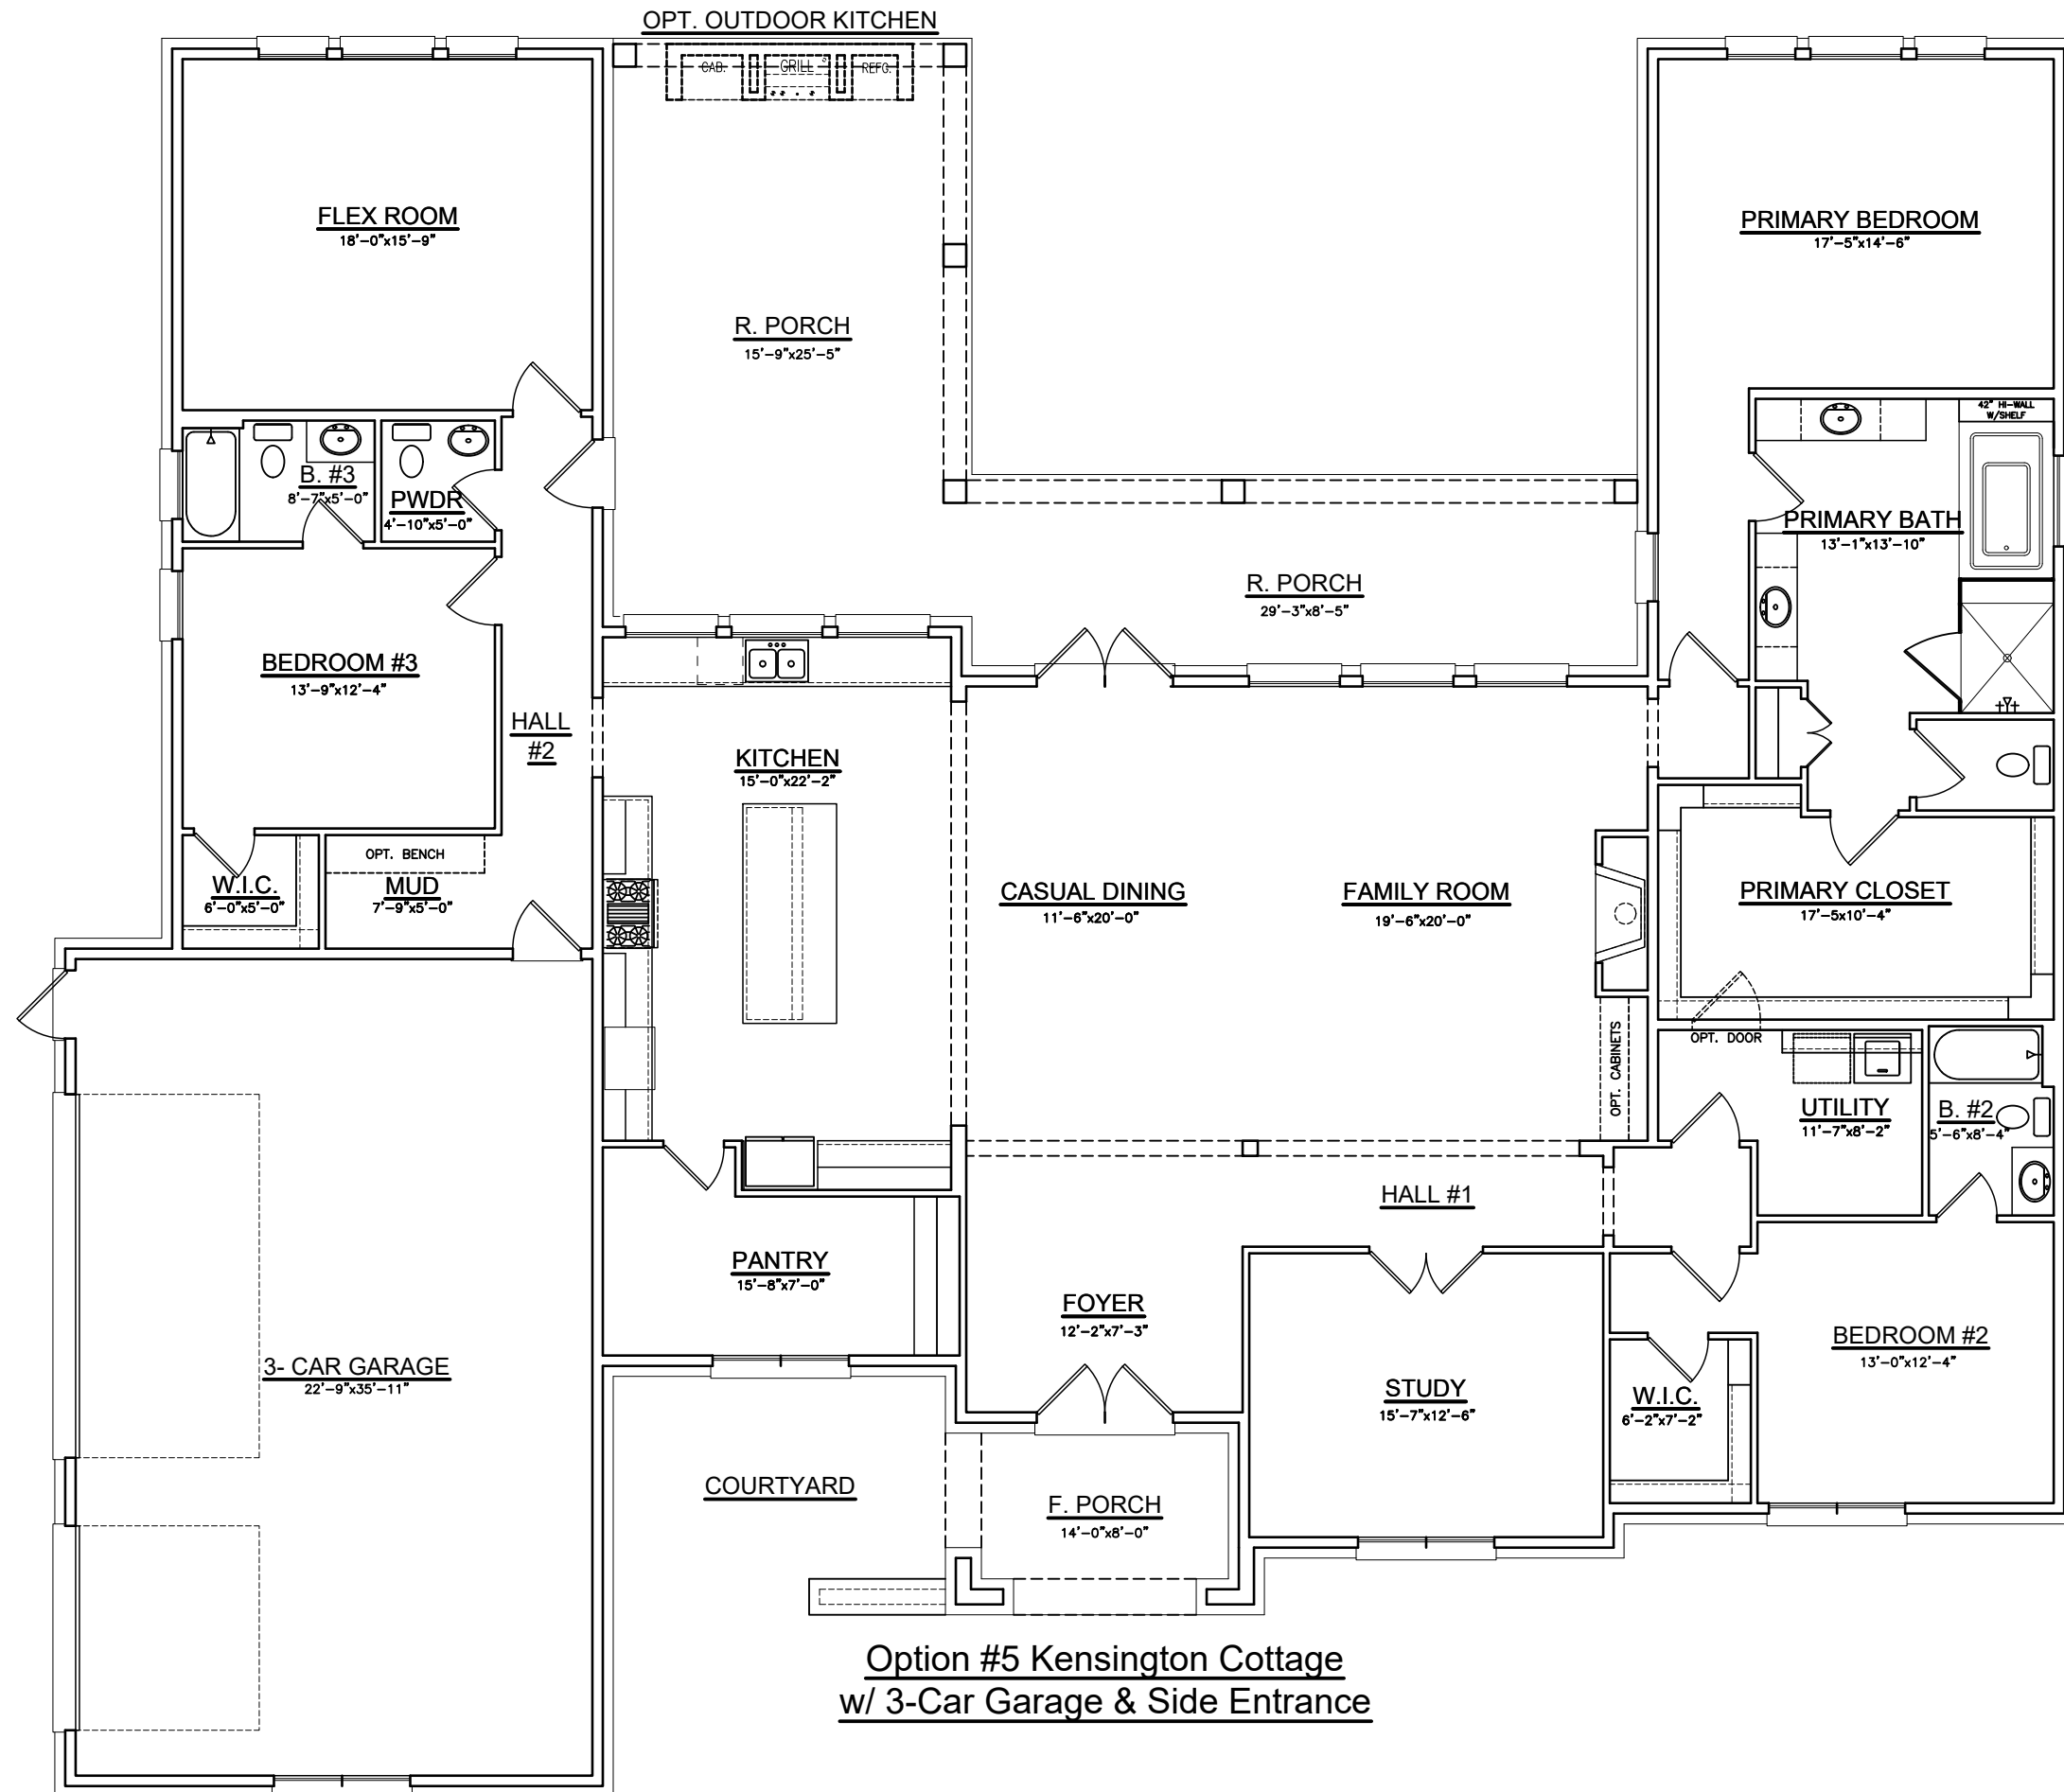 OPT. OUTDOOR KITCHEN
CAB.
GRILL
REFG.
FLEX ROOM
18'-0"x15'-9"
PRIMARY BEDROOM
17'-5"x14'-6"
R. PORCH
15'-9"x25'-5"
42" HI-WALL
W/SHELF
B. #3
8'-7"x5'-0"
PWDR
4'-10"x5'-0"
PRIMARY BATH
13'-1"x13'-10"
R. PORCH
29'-3"x8'-5"
BEDROOM #3
13'-9"x12'-4"
HALL
#2
KITCHEN
15'-0"x22'-2"
OPT. BENCH
W.I.C.
6'-0"x5'-0"
MUD
7'-9"x5'-0"
CASUAL DINING
11'-6"x20'-0"
FAMILY ROOM
19'-6"x20'-0"
PRIMARY CLOSET
17'-5x10'-4"
OPT. DOOR
OPT. CABINETS
UTILITY
11'-7"x8'-2"
B. #2
5'-6"x8'-4"
HALL #1
PANTRY
15'-8"x7'-0"
FOYER
12'-2"x7'-3"
BEDROOM #2
13'-0"x12'-4"
3- CAR GARAGE
22'-9"x35'-11"
STUDY
15'-7"x12'-6"
W.I.C.
6'-2"x7'-2"
COURTYARD
F. PORCH
14'-0"x8'-0"
Option #5 Kensington Cottage
w/ 3-Car Garage & Side Entrance